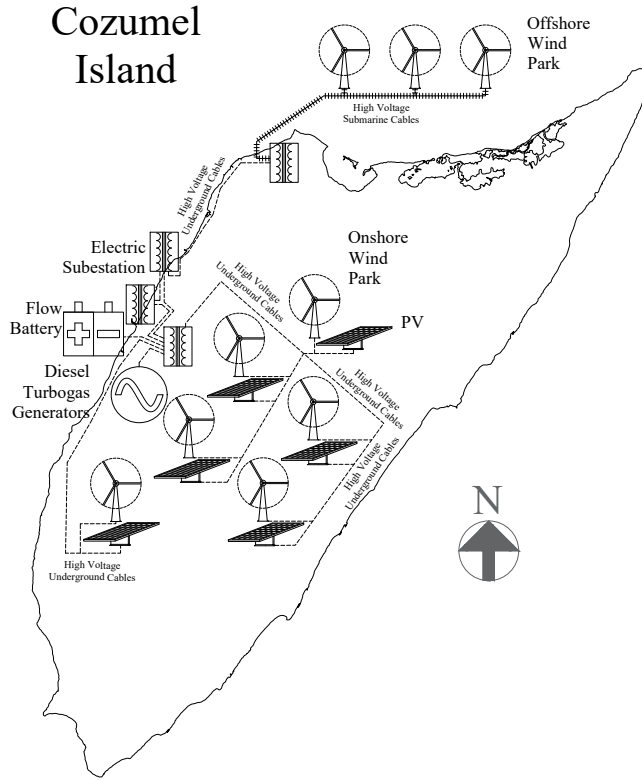 Cozumel
Island
Offshore
Wind
Park
High Voltage
Submarine Cables
High Voltage
Underground Cables
Electric
Subestation
Onshore
Wind
Park
High Voltage
Underground Cables
Flow
Battery
PV
Diesel
Turbogas
Generators
High Voltage
Underground Cables
High Voltage
Underground Cables
N
High Voltage
Underground Cables